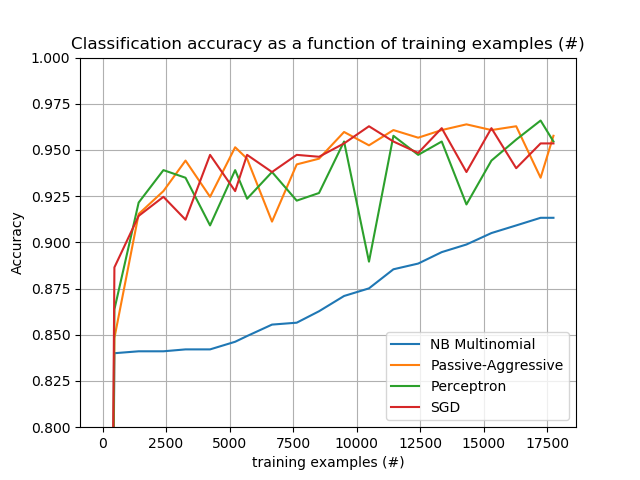 Classification accuracy as a function of training examples (#)
1.000
0.975
0.950
0.925
0.900
0.875
0.850
0.825
0.800
Accuracy
NB Multinomial
Passive-Aggressive
Perceptron
SGD
0 2500 5000 7500 10000 12500 15000 17500
training examples (#)